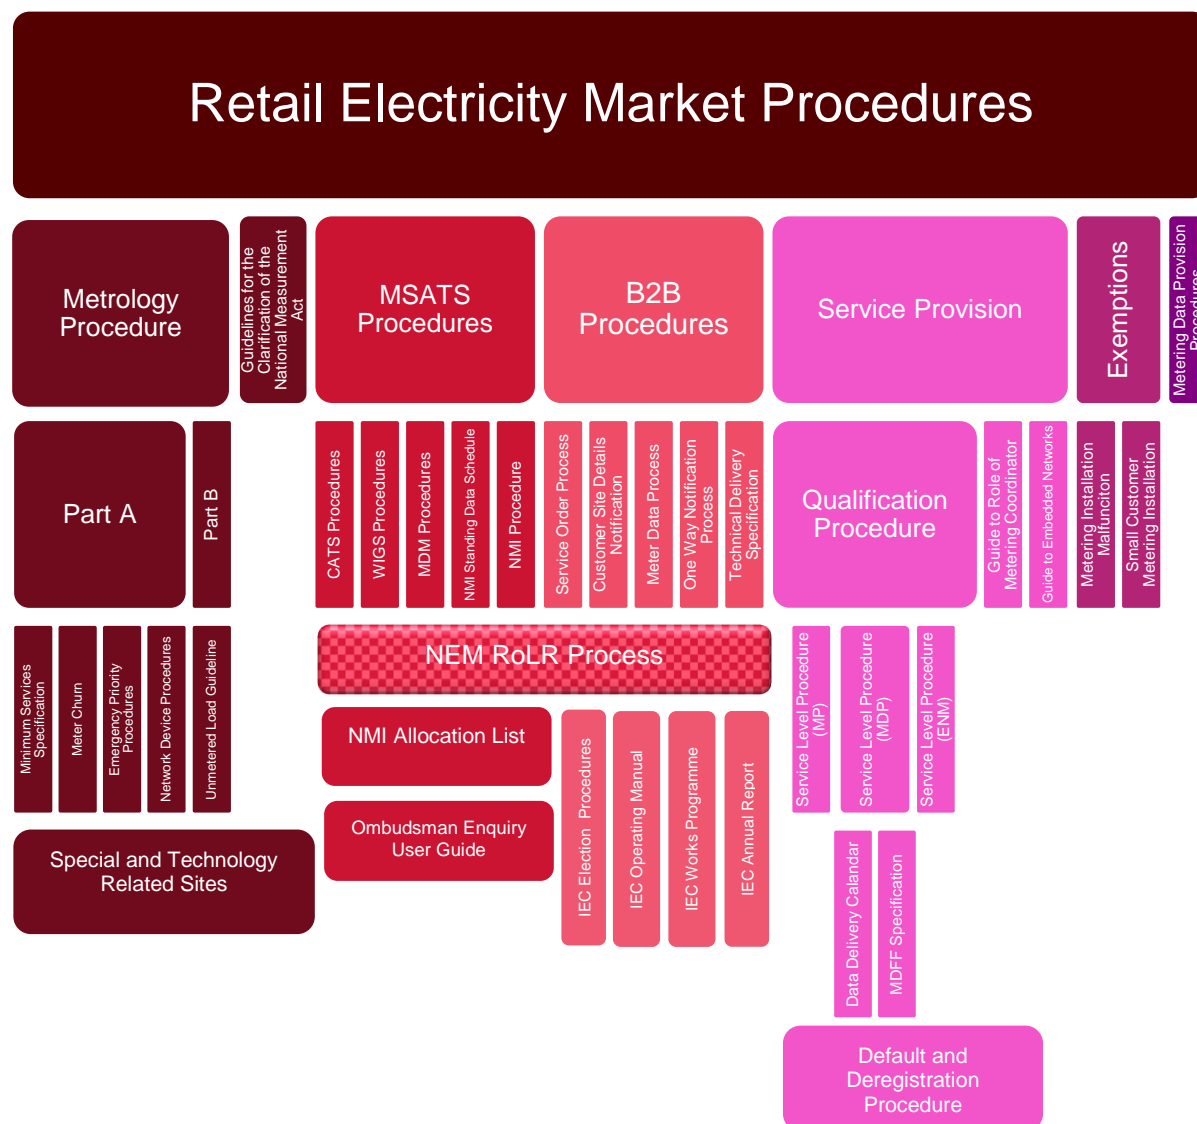 Retail Electricity Market Procedures
Metrology
Procedure
Guidelines for the
Clarification of the
National Measurement
Act
MSATS
Procedures
B2B
Procedures
Service Provision
Exemptions
Metering Data Provision
Procedures
Part A
Part B
CATS Procedures
WIGS Procedures
MDM Procedures
NMI Standing Data Schedule
NMI Procedure
Service Order Process
Customer Site Details
Notification
Meter Data Process
One Way Notification
Process
Technical Delivery
Specification
Qualification
Procedure
Guide to Role of
Metering Coordinator
Guide to Embedded Networks
Metering Installation
Malfunciton
Small Customer
Metering Installation
Minimum Services
Specification
Meter Churn
Emergency Priority
Procedures
Network Device Procedures
Unmetered Load Guideline
NEM RoLR Process
Service Level Procedure
(MP)
Service Level Procedure
(MDP)
Service Level Procedure
(ENM)
NMI Allocation List
Ombudsman Enquiry
User Guide
IEC Election  Procedures
IEC Operating Manual
IEC Works Programme
IEC Annual Report
Special and Technology
Related Sites
Data Delivery Calandar
MDFF Specification
Default and
Deregistration
Procedure